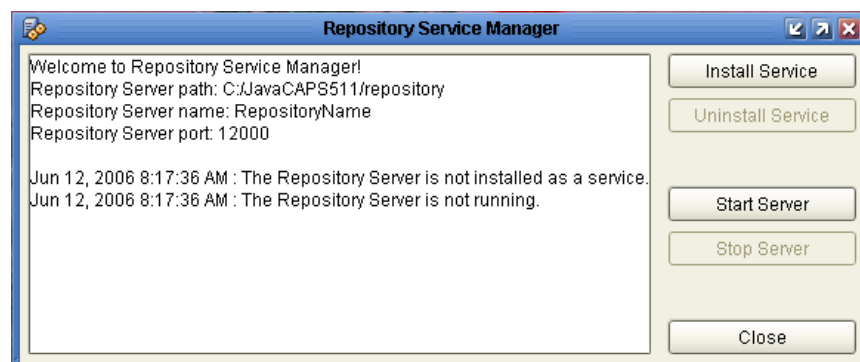 Repository Service Manager
Welcome to Repository Service Manager!
Repository Server path: C:/JavaCAPS511/repository
Repository Server name: RepositoryName
Repository Server port: 12000
Jun 12, 2006 8:17:36 AM : The Repository Server is not installed as a service.
Jun 12, 2006 8:17:36 AM : The Repository Server is not running.
Install Service
Uninstall Service
Start Server
Stop Server
Close